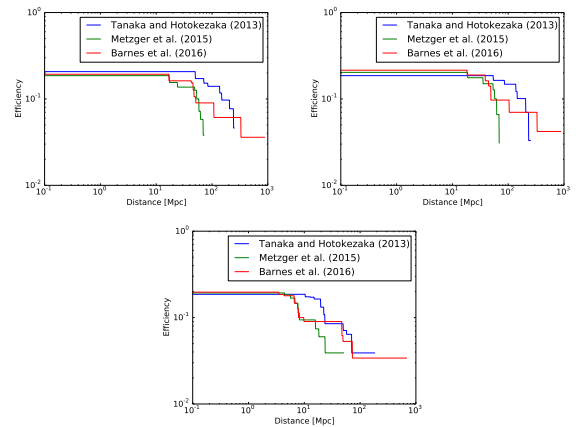 10^0
Tanaka and Hotokezaka (2013)
Metzger et al. (2015)
Barnes et al. (2016)
Efficiency
10^-1
10^-2
10^-1 10^0 10^1 10^2 10^3
Distance [Mpc]
10^0
Tanaka and Hotokezaka (2013)
Metzger et al. (2015)
Barnes et al. (2016)
Efficiency
10^-1
10^-2
10^-1 10^0 10^1 10^2 10^3
Distance [Mpc]
10^0
Tanaka and Hotokezaka (2013)
Metzger et al. (2015)
Barnes et al. (2016)
Efficiency
10^-1
10^-2
10^-1 10^0 10^1 10^2 10^3
Distance [Mpc]